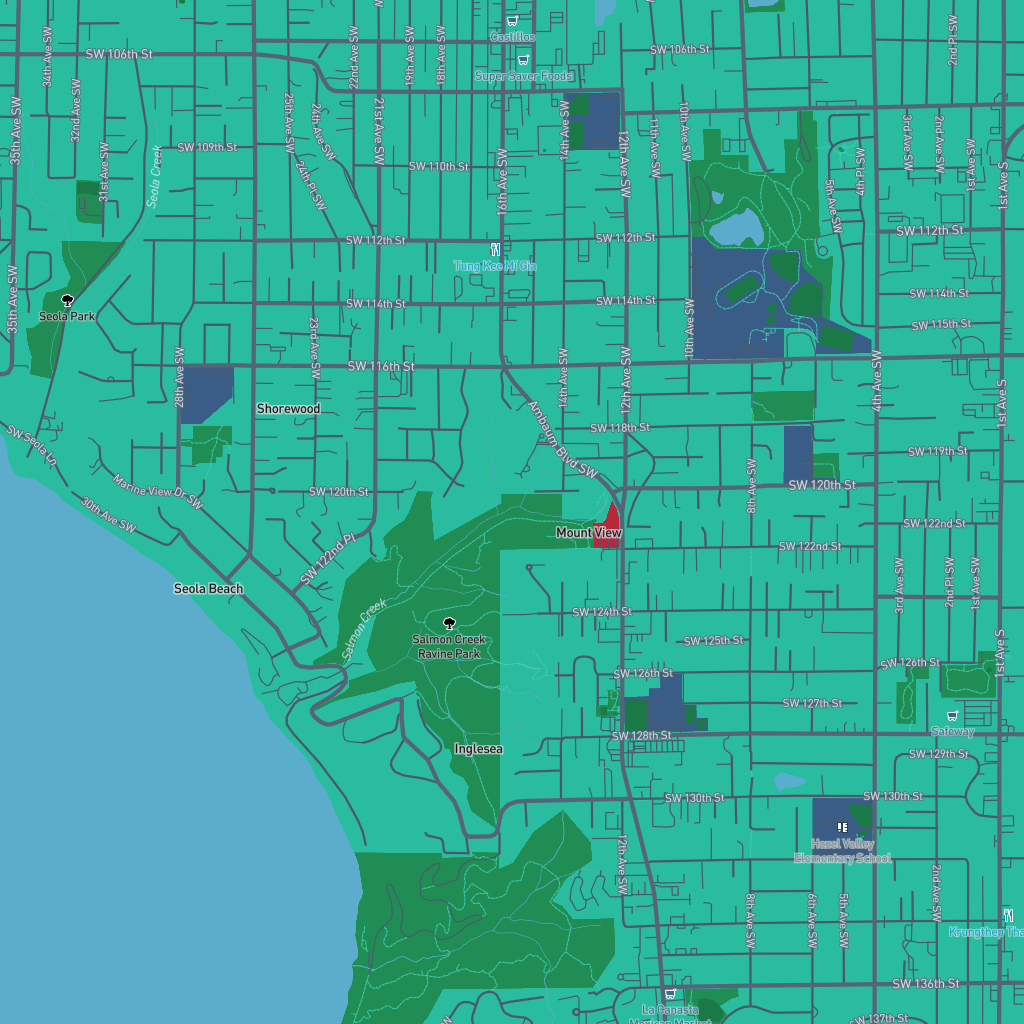 Castillos
SW 106th St
SW 106th St
34th Ave SW
22nd Ave SW
19th Ave SW
18th Ave SW
2nd Pl SW
Super Saver Foods
35th Ave SW
32nd Ave SW
25th Ave SW
24th Ave SW
21st Ave SW
14th Ave SW
12th Ave SW
11th Ave SW
10th Ave SW
3rd Ave SW
2nd Ave SW
1st Ave SW
1st Ave S
SW 109th St
SW 110th St
31st Ave SW
Seola Creek
24th Pl SW
16th Ave SW
5th Ave SW
4th Pl SW
SW 112th St
SW 112th St
SW 112th St
Tung Kee Mi Gia
35th Ave SW
Seola Park
SW 114th St
SW 114th St
SW 114th St
10th Ave SW
SW 115th St
28th Ave SW
23rd Ave SW
SW 116th St
14th Ave SW
12th Ave SW
4th Ave SW
1st Ave S
Shorewood
Ambaum Blvd SW
SW 118th St
SW Seola Ln
SW 119th St
Marine View Dr SW
30th Ave SW
SW 120th St
8th Ave SW
SW 120th St
Mount View
SW 122nd St
SW 122nd Pl
SW 122nd St
Seola Beach
3rd Ave SW
2nd Pl SW
1st Ave SW
Salmon Creek
SW 124th St
Salmon Creek
Ravine Park
SW 125th St
1st Ave S
SW 126th St
SW 126th St
SW 127th St
Safeway
SW 128th St
Inglesea
SW 129th St
SW 130th St
SW 130th St
Hazel Valley
Elementary School
12th Ave SW
8th Ave SW
6th Ave SW
5th Ave SW
2nd Ave SW
Krungthep Tha
SW 136th St
La Canasta
Mexican Market
SW 137th St